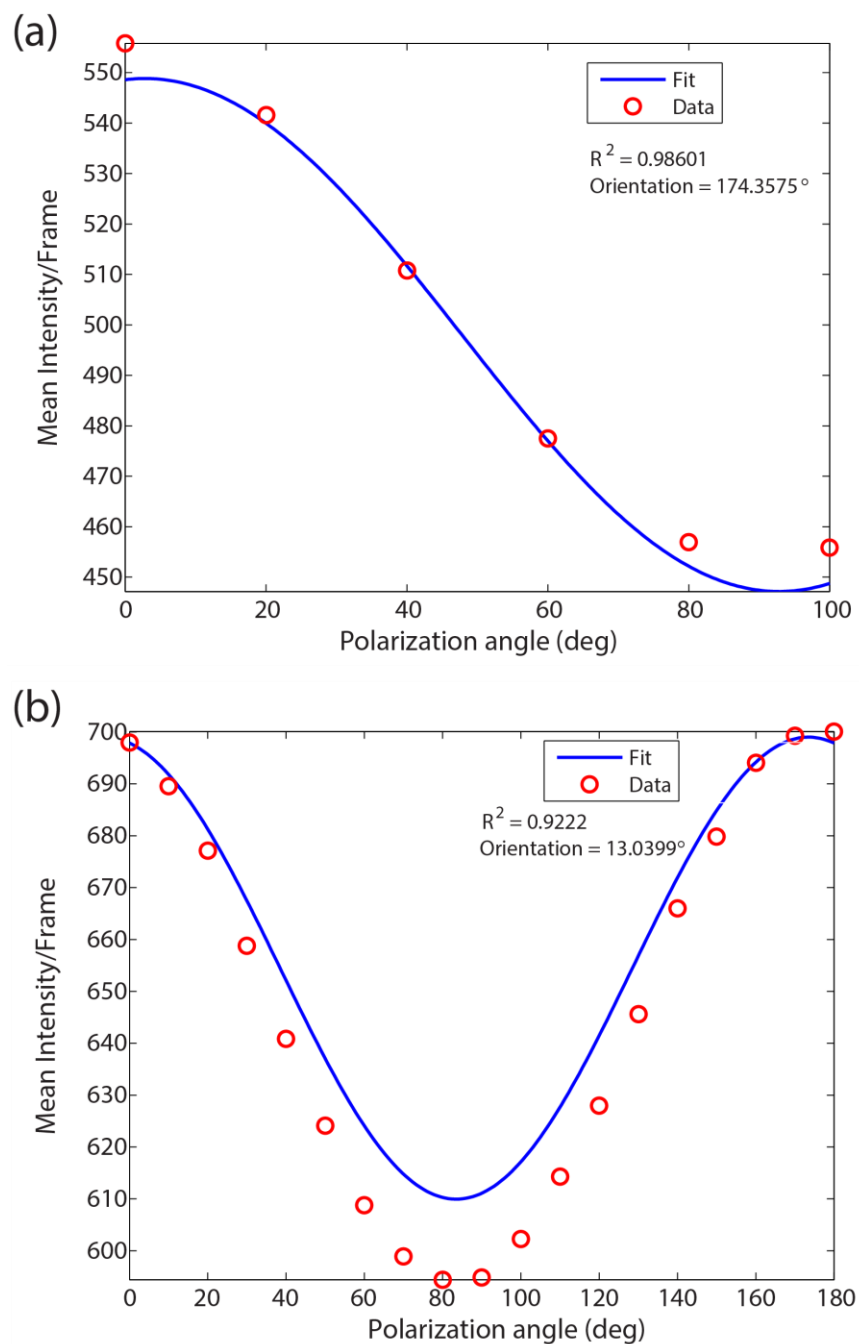 (a)
550
540
530
520
510
500
490
480
470
460
450
Mean Intensity/Frame
Fit
Data
R² = 0.98601
Orientation = 174.3575°
0 20 40 60 80 100
Polarization angle (deg)
(b)
700
690
680
670
660
650
640
630
620
610
600
Mean Intensity/Frame
Fit
Data
R² = 0.9222
Orientation = 13.0399°
0 20 40 60 80 100 120 140 160 180
Polarization angle (deg)